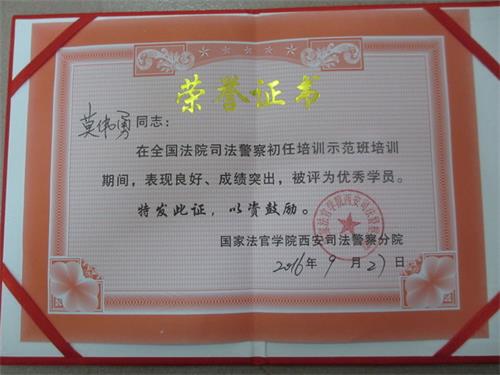 荣誉证书
莫伟勇同志：
在全国法院司法警察初任培训示范班培训
期间，表现良好、成绩突出，被评为优秀学员。
特发此证，以资鼓励。
国家法官学院西安司法警察分院
2016年9月27日